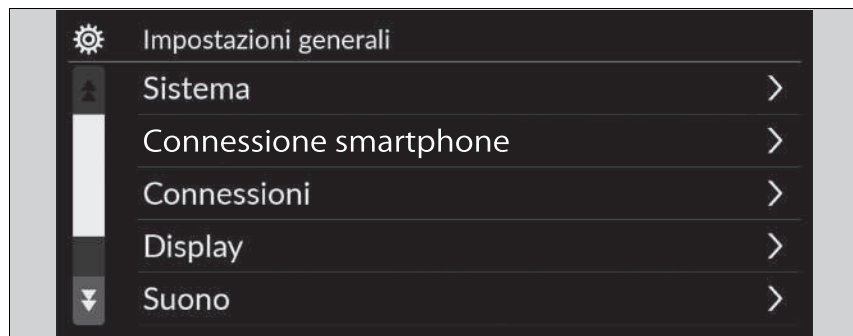 Impostazioni generali
Sistema
Connessione smartphone
Connessioni
Display
Suono